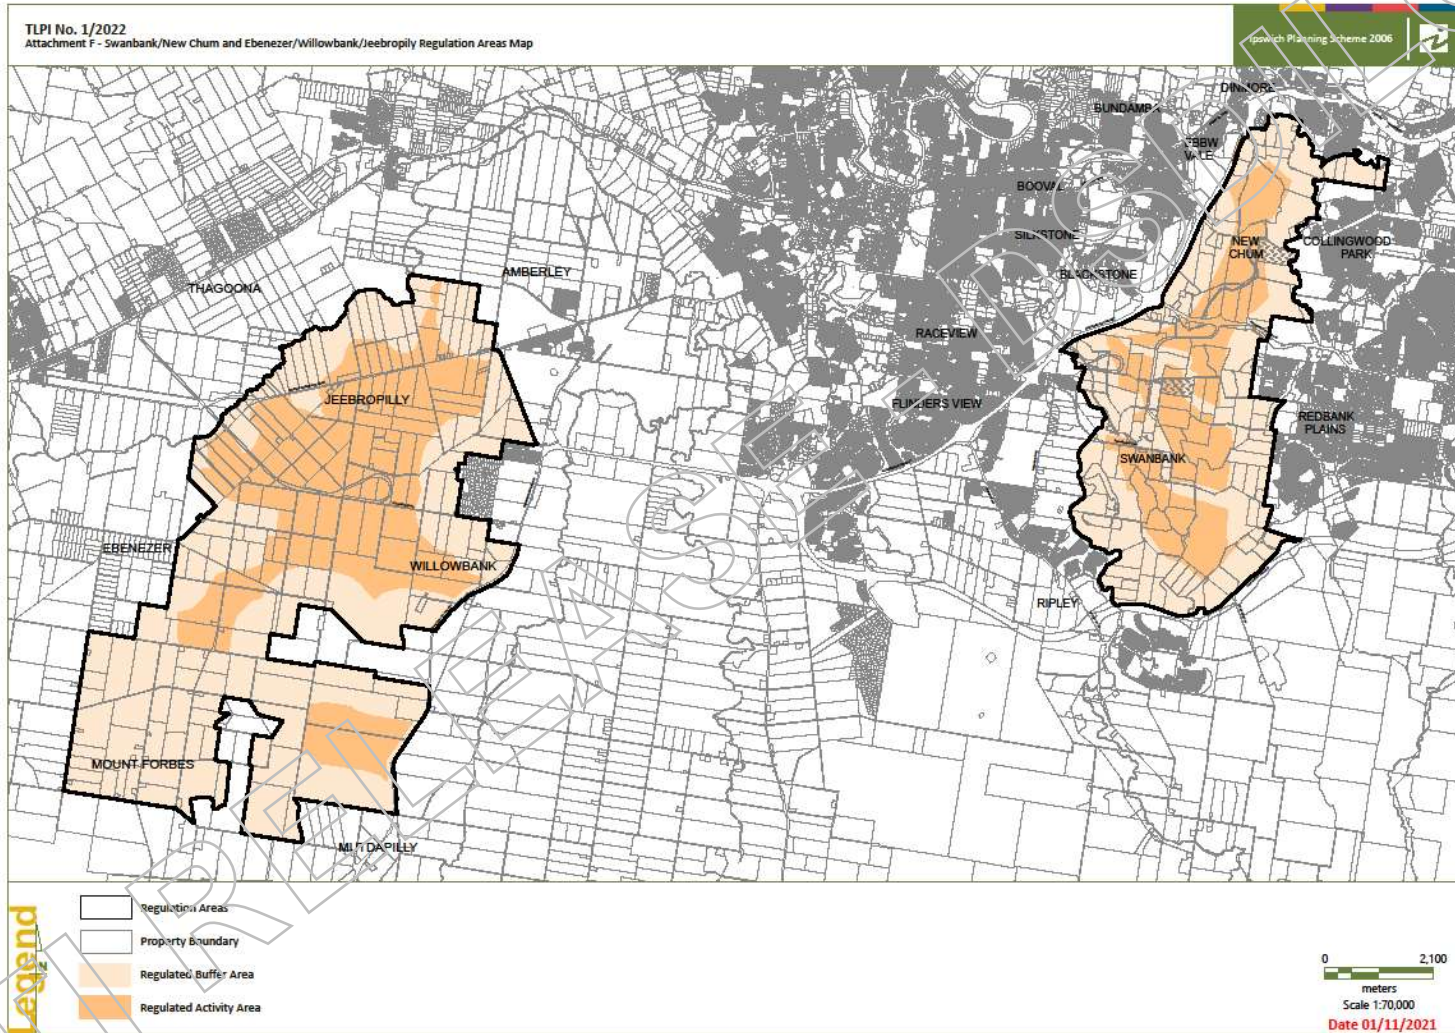 TLPI No. 1/2022
Attachment F - Swanbank/New Chum and Ebenezer/Willowbank/Jeebropily Regulation Areas Map
Ipswich Planning Scheme 2006
DINMORE
BUNDAMBA
EBBW
VALE
BOOVAL
SILKSTONE
NEW
CHUM
COLLINGWOOD
PARK
BLACKSTONE
AMBERLEY
THAGOONA
RACEVIEW
JEEBROPILLY
FLINDERS VIEW
REDBANK
PLAINS
SWANBANK
EBENEZER
WILLOWBANK
RIPLEY
MOUNT FORBES
MUTDAPILLY
RTI RELEASE - DSDILGP
Legend
N
Regulation Areas
Property Boundary
Regulated Buffer Area
Regulated Activity Area
0 2,100
meters
Scale 1:70,000
Date 01/11/2021